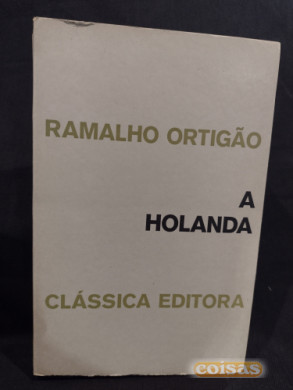 RAMALHO ORTIGÃO
A
HOLANDA
CLÁSSICA EDITORA
coisas